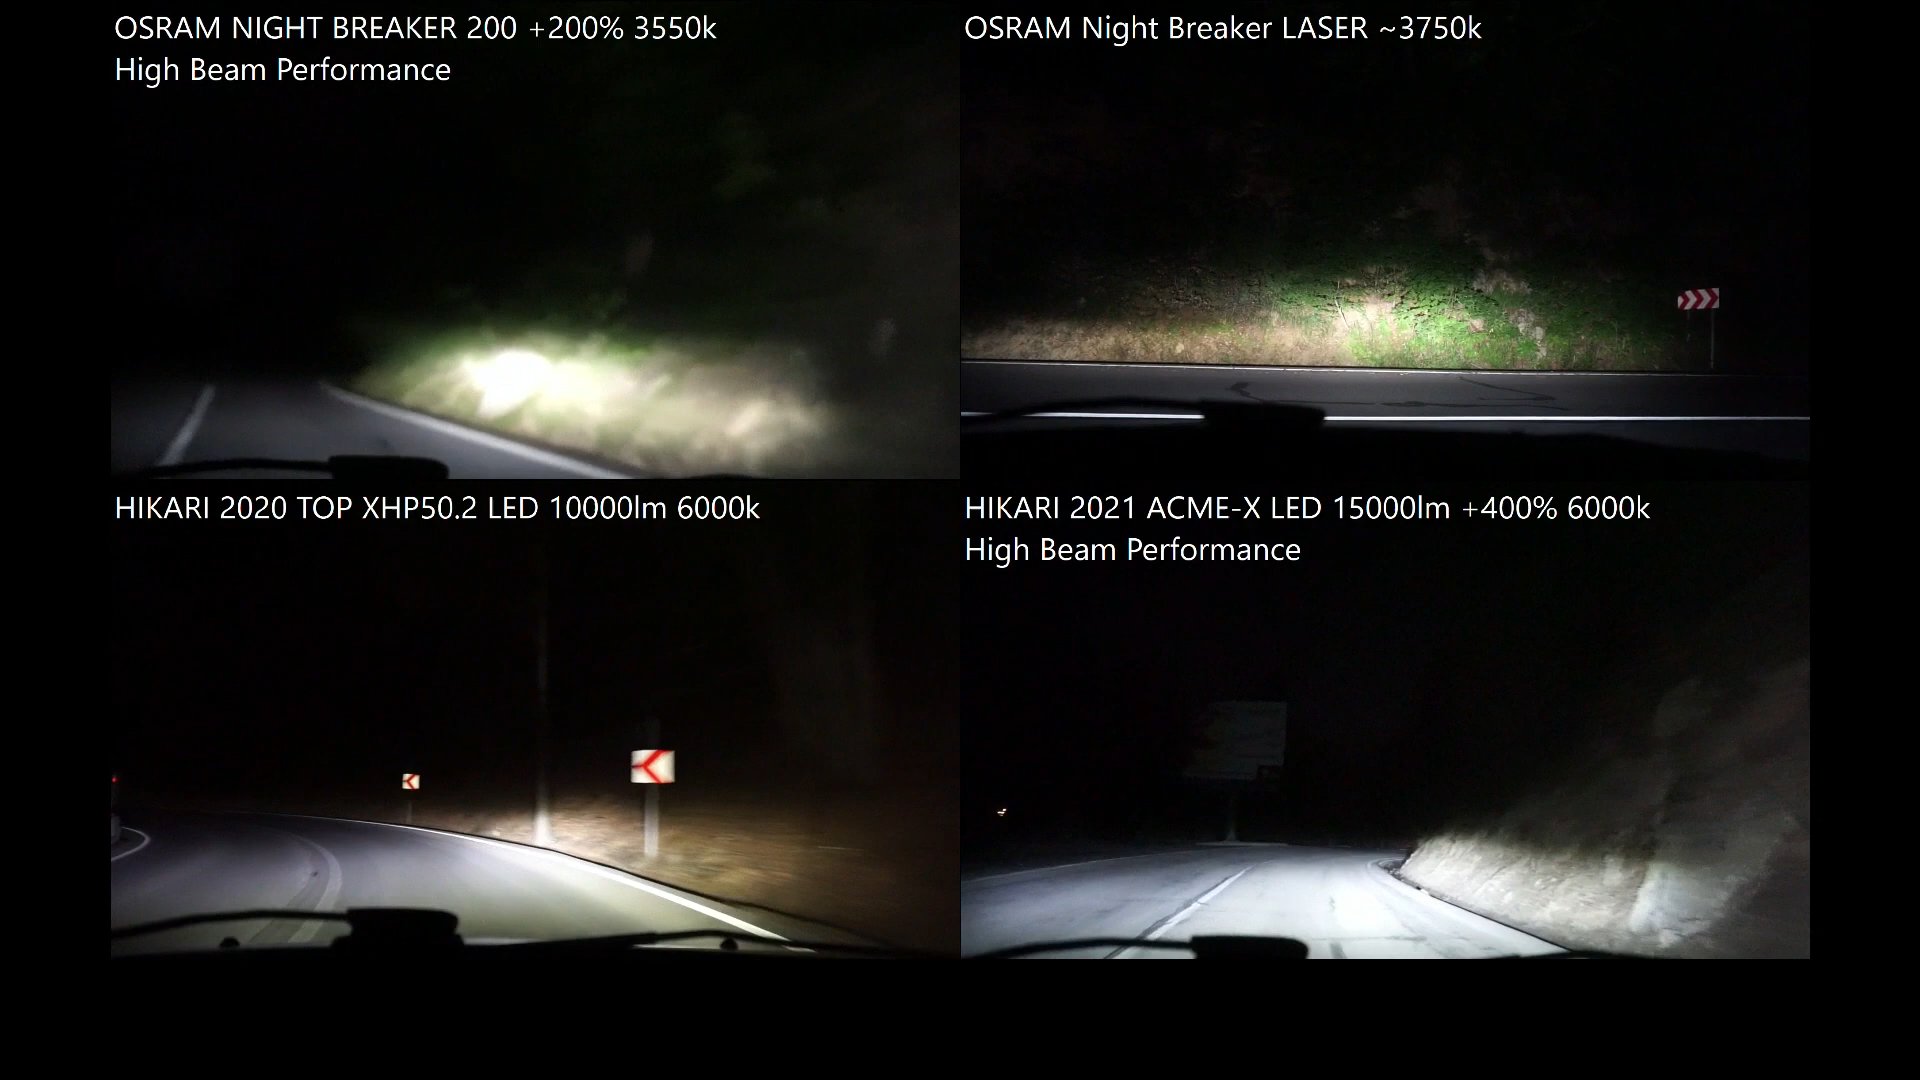 OSRAM NIGHT BREAKER 200 +200% 3550k
High Beam Performance
OSRAM Night Breaker LASER ~3750k
HIKARI 2020 TOP XHP50.2 LED 10000lm 6000k
HIKARI 2021 ACME-X LED 15000lm +400% 6000k
High Beam Performance